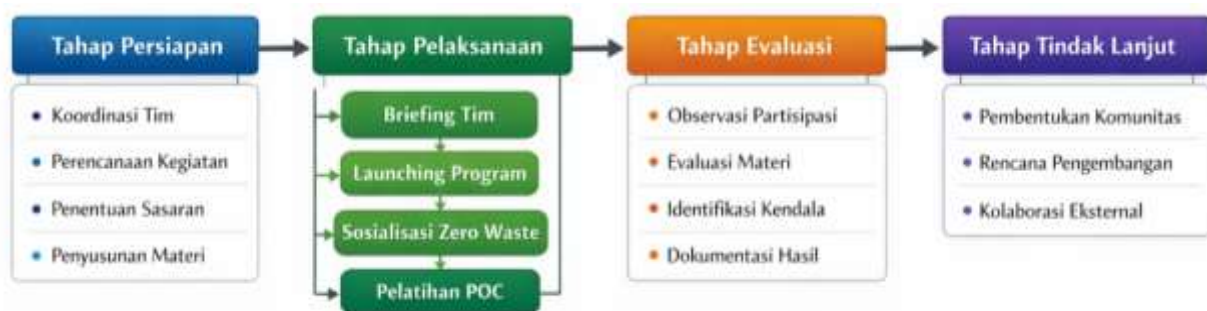 Tahap Persiapan
Koordinasi Tim
Perencanaan Kegiatan
Penentuan Sasaran
Penyusunan Materi
Tahap Pelaksanaan
Briefing Tim
Launching Program
Sosialisasi Zero Waste
Pelatihan POC
Tahap Evaluasi
Observasi Partisipasi
Evaluasi Materi
Identifikasi Kendala
Dokumentasi Hasil
Tahap Tindak Lanjut
Pembentukan Komunitas
Rencana Pengembangan
Kolaborasi Eksternal